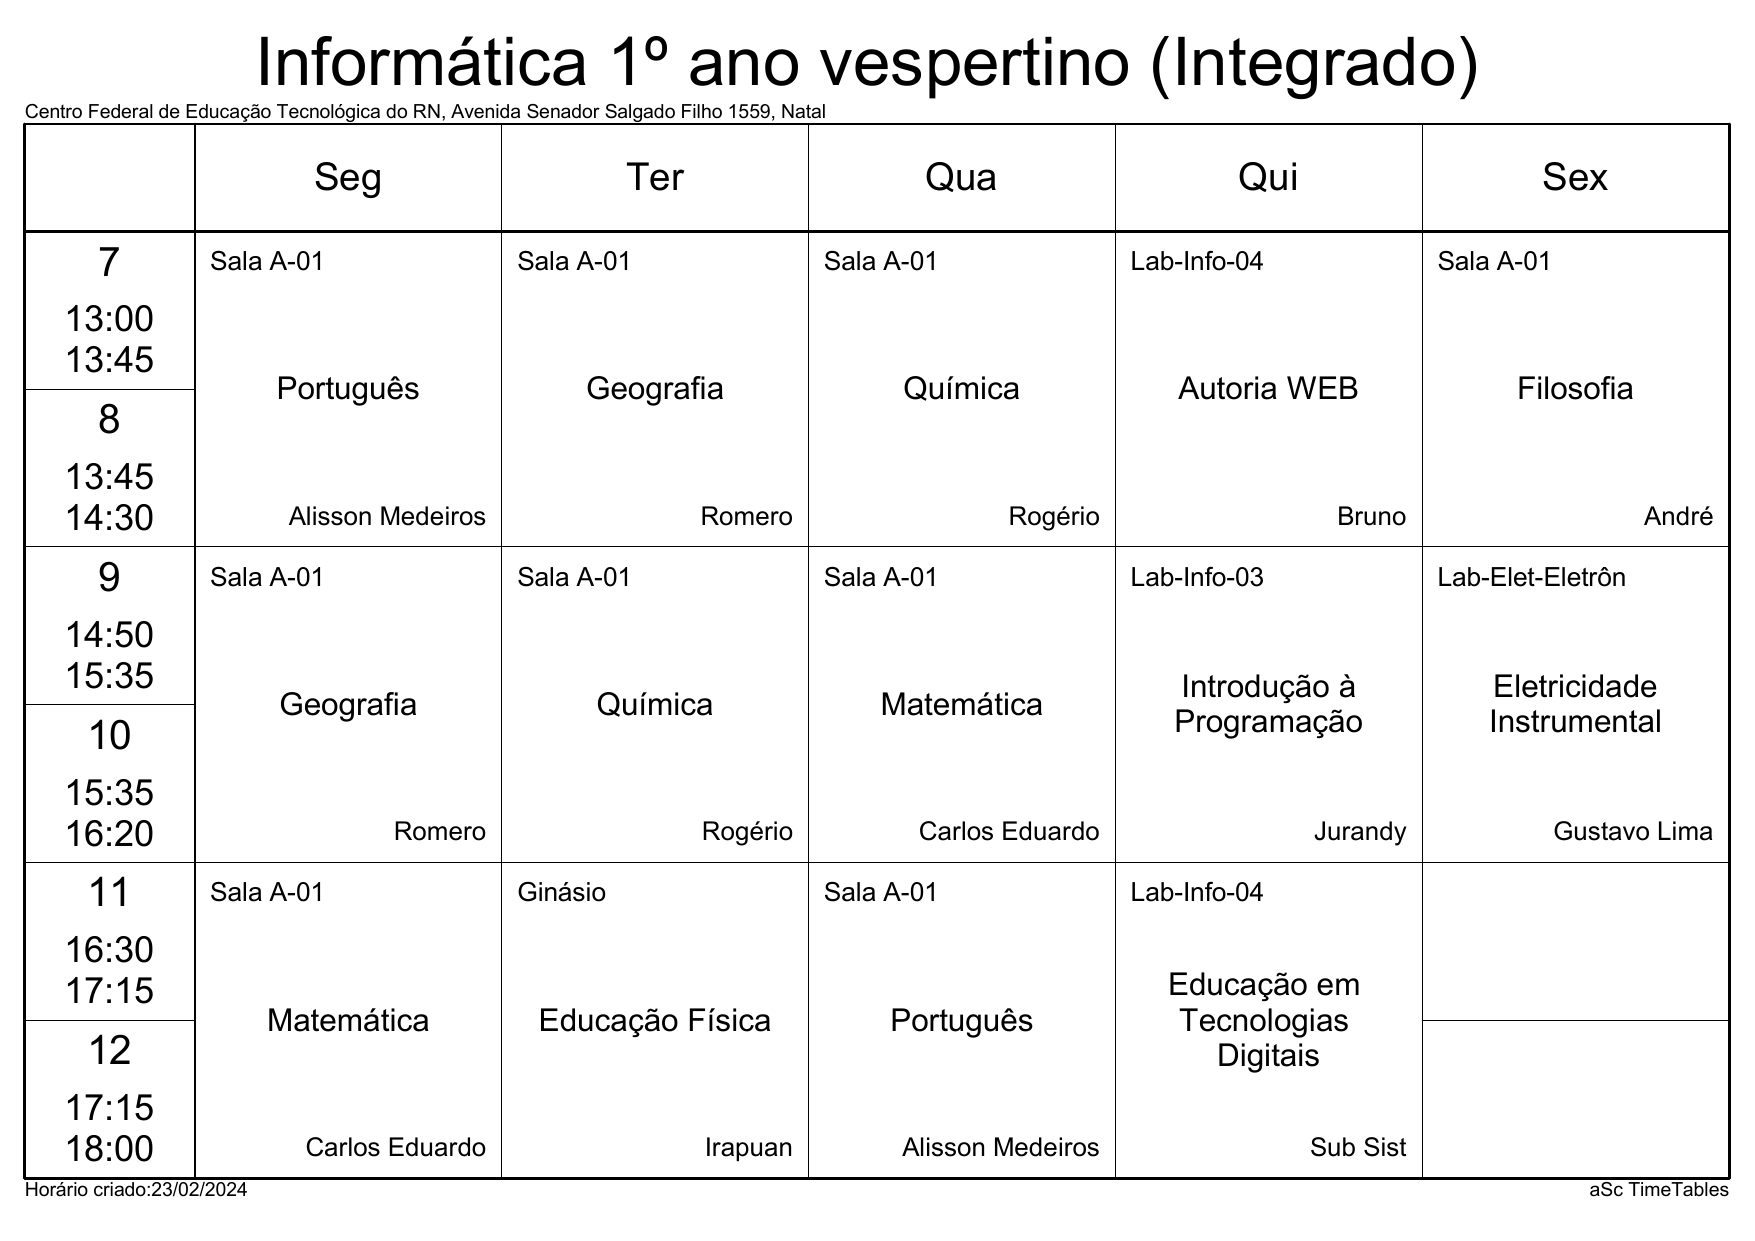 Informática 1º ano vespertino (Integrado)
Centro Federal de Educação Tecnológica do RN, Avenida Senador Salgado Filho 1559, Natal
Seg Ter Qua Qui Sex
7
13:00
13:45
8
13:45
14:30
Sala A-01
Português
Alisson Medeiros
Sala A-01
Geografia
Romero
Sala A-01
Química
Rogério
Lab-Info-04
Autoria WEB
Bruno
Sala A-01
Filosofia
André
9
14:50
15:35
10
15:35
16:20
Sala A-01
Geografia
Romero
Sala A-01
Química
Rogério
Sala A-01
Matemática
Carlos Eduardo
Lab-Info-03
Introdução à
Programação
Jurandy
Lab-Elet-Eletrôn
Eletricidade
Instrumental
Gustavo Lima
11
16:30
17:15
12
17:15
18:00
Sala A-01
Matemática
Carlos Eduardo
Ginásio
Educação Física
Irapuan
Sala A-01
Português
Alisson Medeiros
Lab-Info-04
Educação em
Tecnologias
Digitais
Sub Sist
Horário criado:23/02/2024
aSc TimeTables